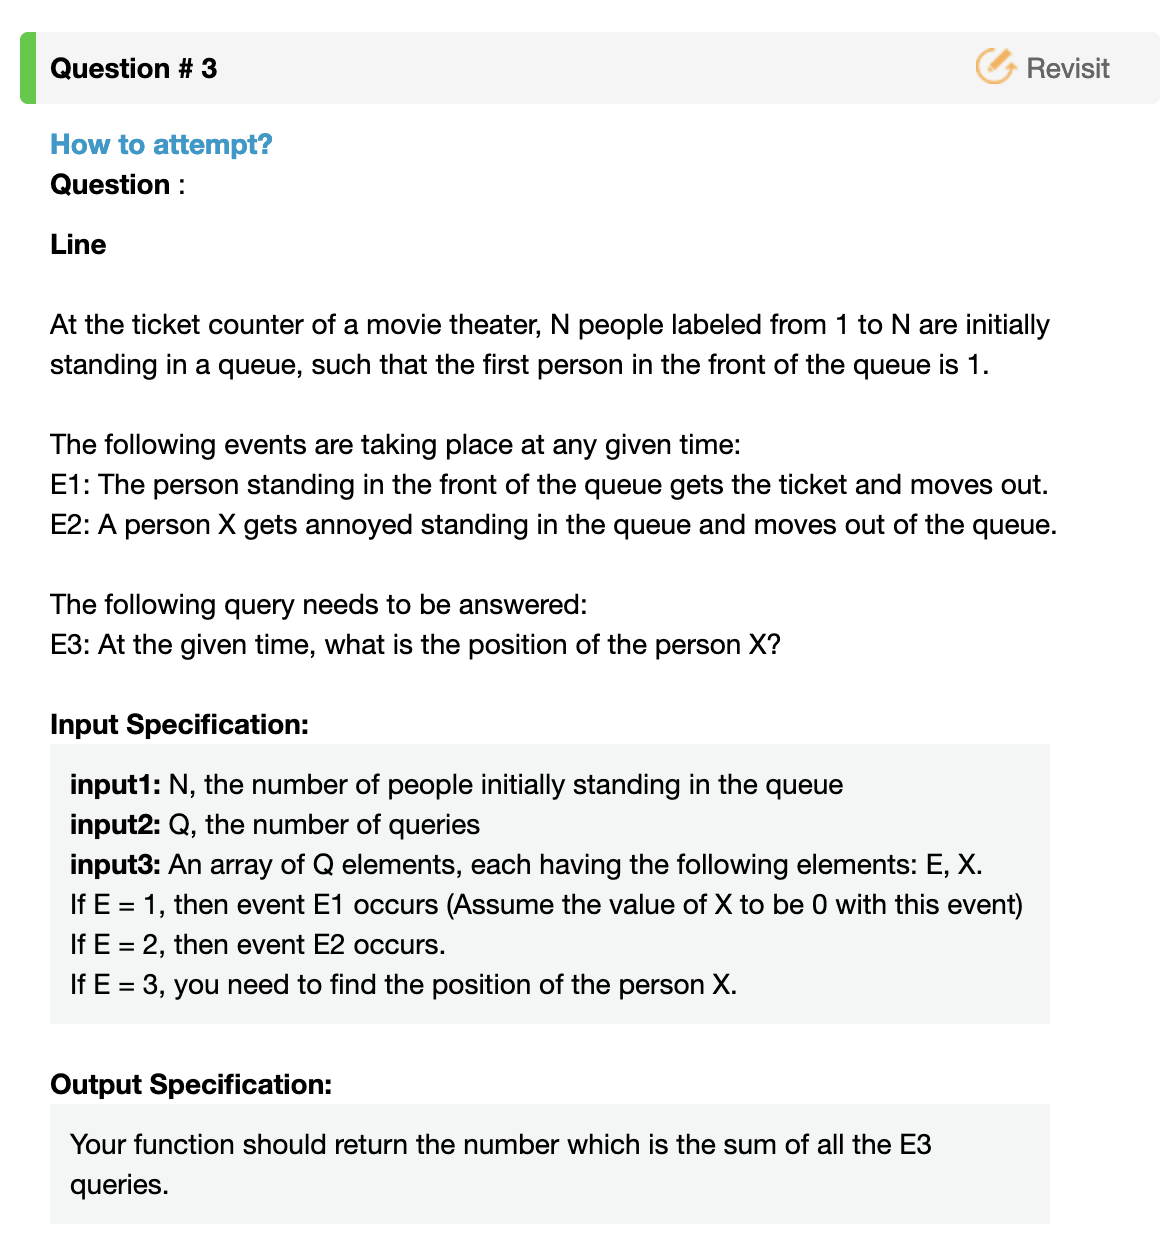 Question # 3
Revisit
How to attempt?
Question :
Line
At the ticket counter of a movie theater, N people labeled from 1 to N are initially
standing in a queue, such that the first person in the front of the queue is 1.
The following events are taking place at any given time:
E1: The person standing in the front of the queue gets the ticket and moves out.
E2: A person X gets annoyed standing in the queue and moves out of the queue.
The following query needs to be answered:
E3: At the given time, what is the position of the person X?
Input Specification:
input1: N, the number of people initially standing in the queue
input2: Q, the number of queries
input3: An array of Q elements, each having the following elements: E, X.
If E = 1, then event E1 occurs (Assume the value of X to be 0 with this event)
If E = 2, then event E2 occurs.
If E = 3, you need to find the position of the person X.
Output Specification:
Your function should return the number which is the sum of all the E3
queries.